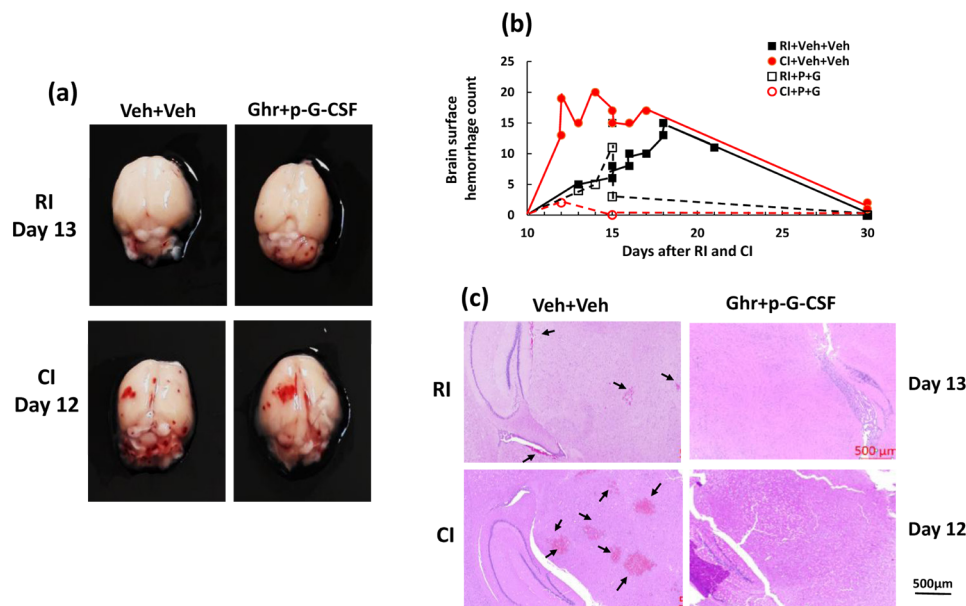 (a)
Veh+Veh
Ghr+p-G-CSF
RI
Day 13
CI
Day 12
(b)
RI+Veh+Veh
CI+Veh+Veh
RI+P+G
CI+P+G
Brain surface
hemorrhage count
25
20
15
10
5
0
10
15
20
25
30
Days after RI and CI
(c)
Veh+Veh
Ghr+p-G-CSF
RI
Day 13
500 µm
CI
Day 12
500µm